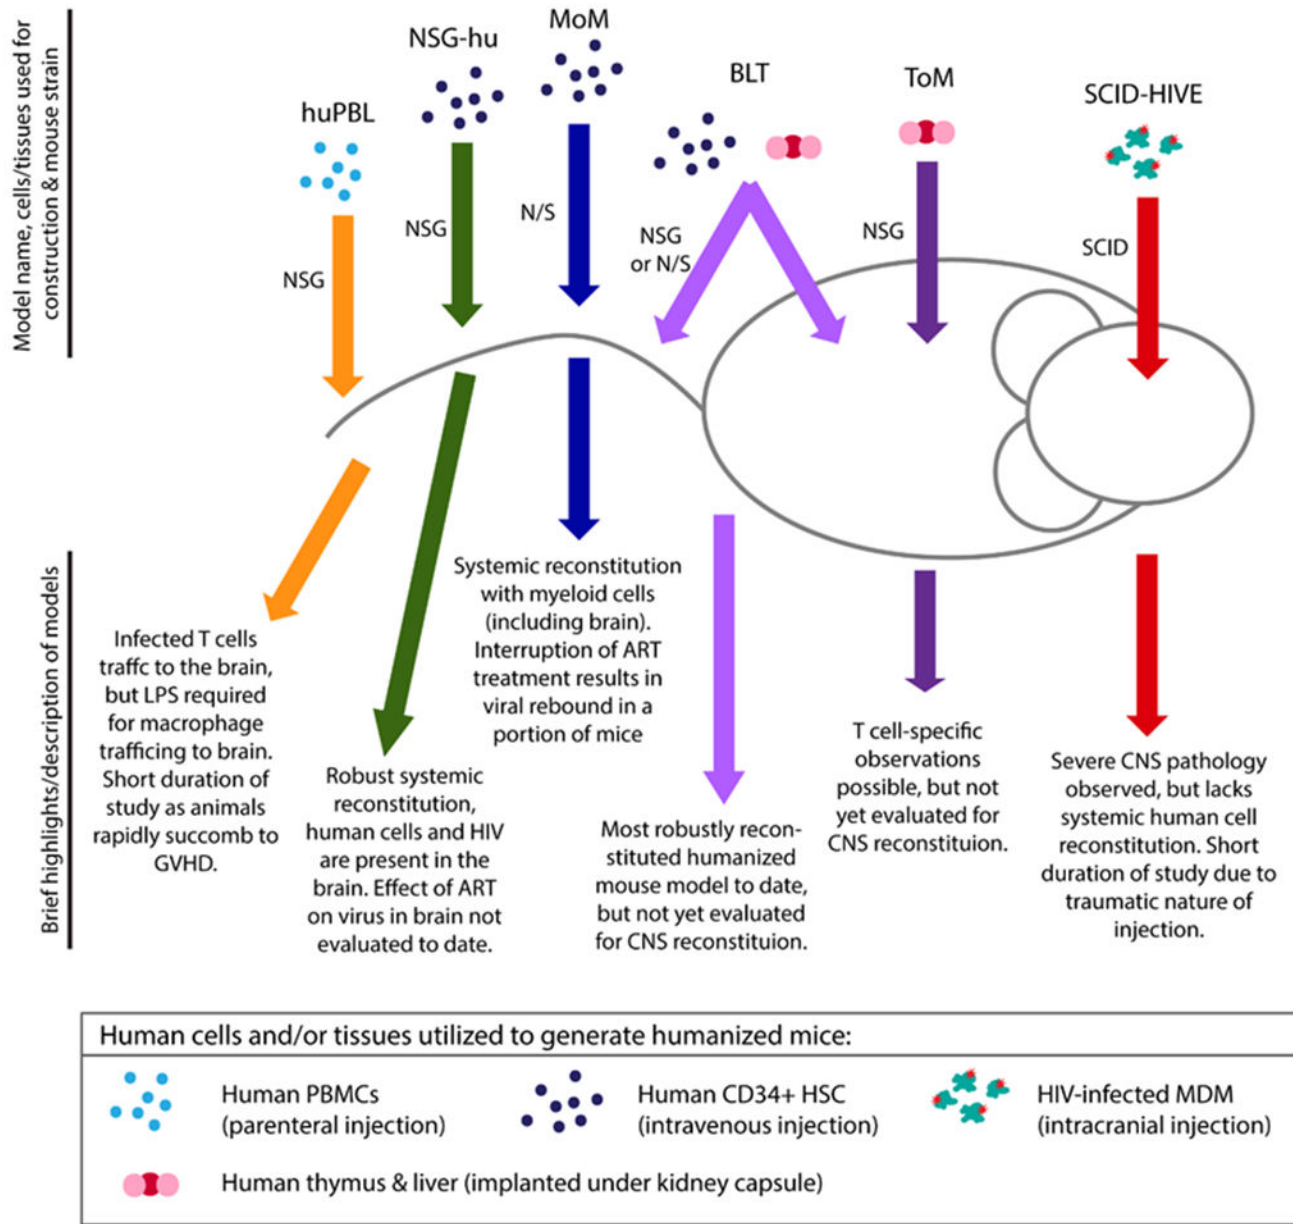 Model name, cells/tissues used for
construction & mouse strain
huPBL
NSG-hu
MoM
BLT
ToM
SCID-HIVE
NSG
NSG
N/S
NSG
or N/S
NSG
SCID
Brief highlights/description of models
Infected T cells
traffc to the brain,
but LPS required
for macrophage
trafficing to brain.
Short duration of
study as animals
rapidly succomb to
GVHD.
Robust systemic
reconstitution,
human cells and HIV
are present in the
brain. Effect of ART
on virus in brain not
evaluated to date.
Systemic reconstitution
with myeloid cells
(including brain).
Interruption of ART
treatment results in
viral rebound in a
portion of mice
Most robustly recon-
stituted humanized
mouse model to date,
but not yet evaluated
for CNS reconstituion.
T cell-specific
observations
possible, but not
yet evaluated for
CNS reconstituion.
Severe CNS pathology
observed, but lacks
systemic human cell
reconstitution. Short
duration of study due to
traumatic nature of
injection.
Human cells and/or tissues utilized to generate humanized mice:
Human PBMCs
(parenteral injection)
Human CD34+ HSC
(intravenous injection)
HIV-infected MDM
(intracranial injection)
Human thymus & liver (implanted under kidney capsule)